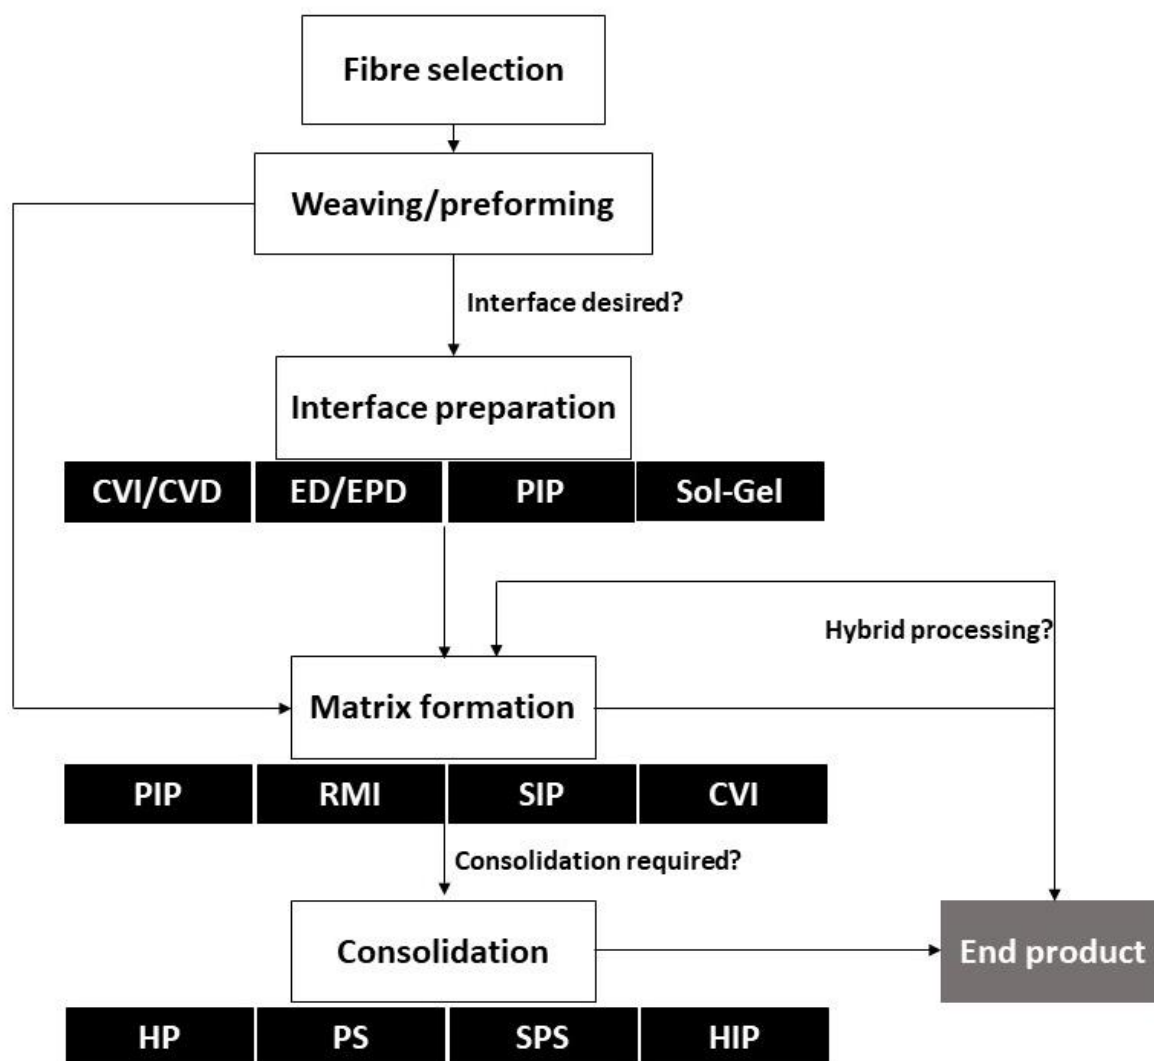 Fibre selection
Weaving/preforming
Interface desired?
Interface preparation
CVI/CVD
ED/EPD
PIP
Sol-Gel
Hybrid processing?
Matrix formation
PIP
RMI
SIP
CVI
Consolidation required?
Consolidation
End product
HP
PS
SPS
HIP